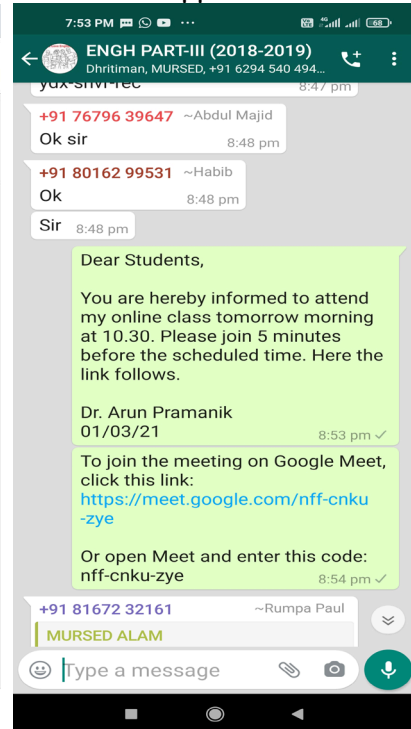 7:53 PM ...
68
ENGH PART-III (2018-2019)
Dhritiman, MURSED, +91 6294 540 494...
8:47 pm
+91 76796 39647 ~Abdul Majid
Ok sir 8:48 pm
+91 80162 99531 ~Habib
Ok 8:48 pm
Sir 8:48 pm
Dear Students,
You are hereby informed to attend
my online class tomorrow morning
at 10.30. Please join 5 minutes
before the scheduled time. Here the
link follows.
Dr. Arun Pramanik
01/03/21 8:53 pm
To join the meeting on Google Meet,
click this link:
https://meet.google.com/nff-cnku
-zye
Or open Meet and enter this code:
nff-cnku-zye 8:54 pm
+91 81672 32161 ~Rumpa Paul
MURSED ALAM
Type a message